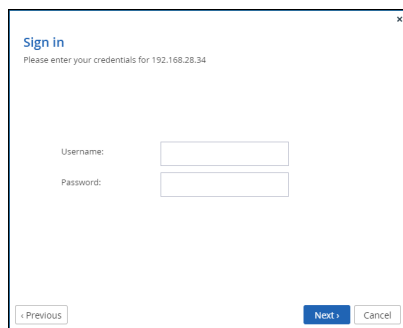 ×
Sign in
Please enter your credentials for 192.168.28.34
Username:
Password:
‹ Previous
Next ›
Cancel